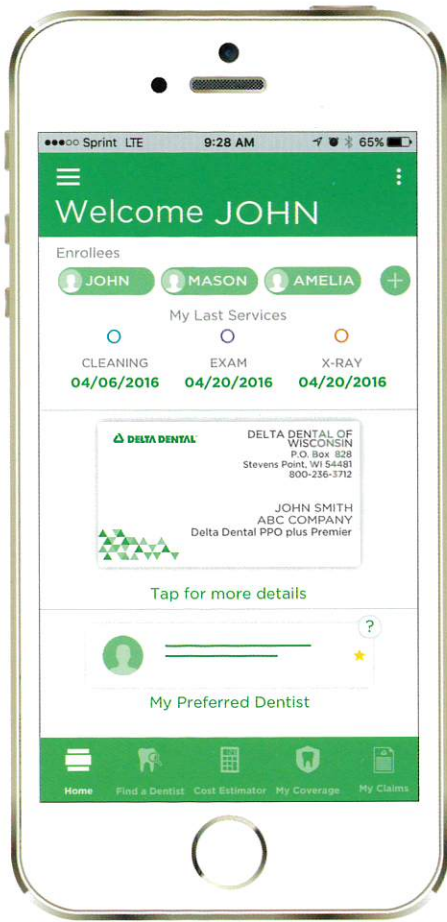 Sprint LTE 9:28 AM 65%
Welcome JOHN
Enrollees
JOHN MASON AMELIA +
My Last Services
CLEANING EXAM X-RAY
04/06/2016 04/20/2016 04/20/2016
DELTA DENTAL
DELTA DENTAL OF
WISCONSIN
P.O. Box 828
Stevens Point, WI 54481
800-236-3712
JOHN SMITH
ABC COMPANY
Delta Dental PPO plus Premier
Tap for more details
?
My Preferred Dentist
Home Find a Dentist Cost Estimator My Coverage My Claims